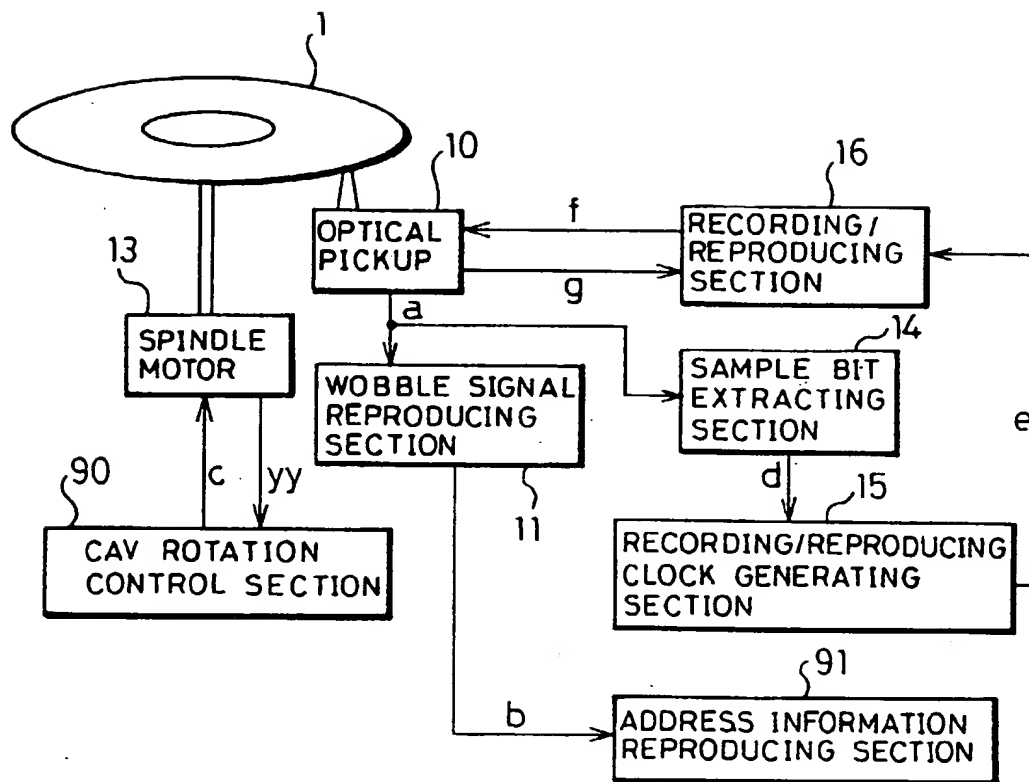 1
10
16
OPTICAL
PICKUP
f
g
RECORDING/
REPRODUCING
SECTION
13
SPINDLE
MOTOR
a
14
WOBBLE SIGNAL
REPRODUCING
SECTION
SAMPLE BIT
EXTRACTING
SECTION
e
90
c
yy
11
d
15
CAV ROTATION
CONTROL SECTION
RECORDING/REPRODUCING
CLOCK GENERATING
SECTION
91
b
ADDRESS INFORMATION
REPRODUCING SECTION